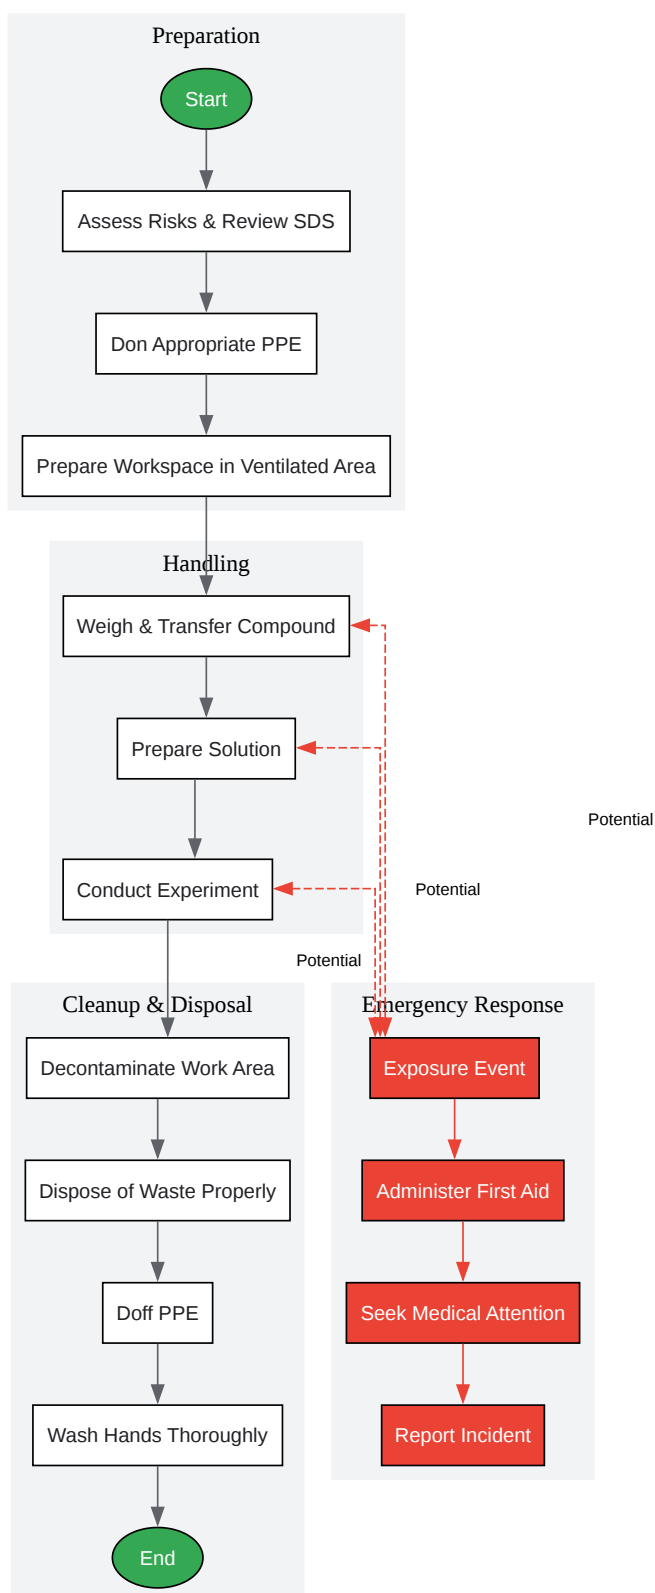 Preparation
Start
Assess Risks & Review SDS
Don Appropriate PPE
Prepare Workspace in Ventilated Area
Handling
Weigh & Transfer Compound
Prepare Solution
Potential
Conduct Experiment
Potential
Potential
Cleanup & Disposal
Emergency Response
Decontaminate Work Area
Exposure Event
Dispose of Waste Properly
Administer First Aid
Doff PPE
Seek Medical Attention
Wash Hands Thoroughly
Report Incident
End